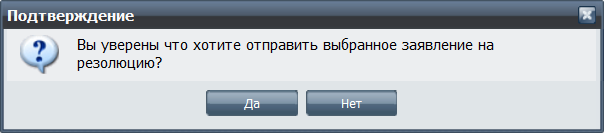 Подтверждение
Вы уверены что хотите отправить выбранное заявление на
резолюцию?
Да
Нет